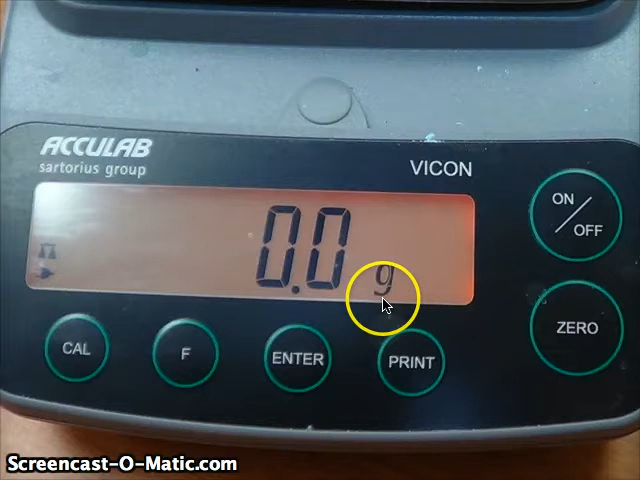 ACCULAB
sartorius group
VICON
ON
OFF
0.0 g
ZERO
CAL
F
ENTER
PRINT
Screencast-O-Matic.com